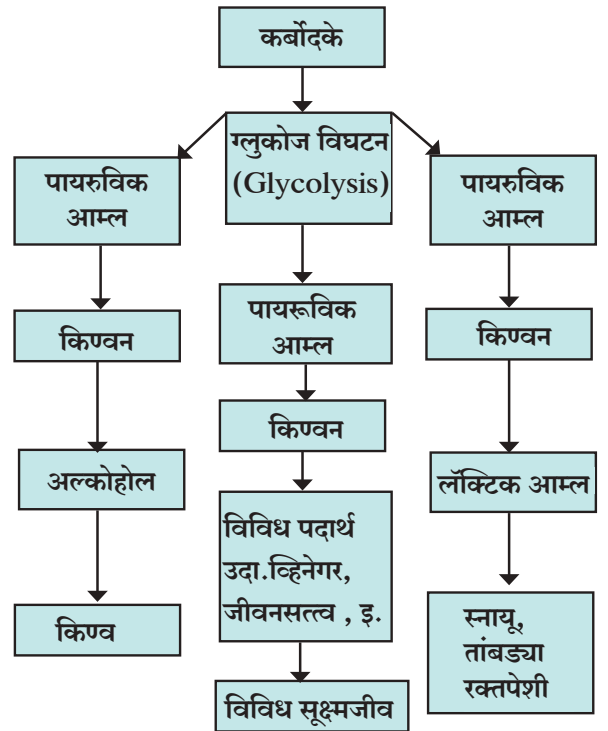 कर्बोदके
ग्लुकोज विघटन
(Glycolysis)
पायरुविक
आम्ल
किण्वन
अल्कोहोल
किण्व
पायरूविक
आम्ल
किण्वन
विविध पदार्थ
उदा.व्हिनेगर,
जीवनसत्त्व , इ.
विविध सूक्ष्मजीव
पायरुविक
आम्ल
किण्वन
लॅक्टिक आम्ल
स्नायू,
तांबड्या
रक्तपेशी